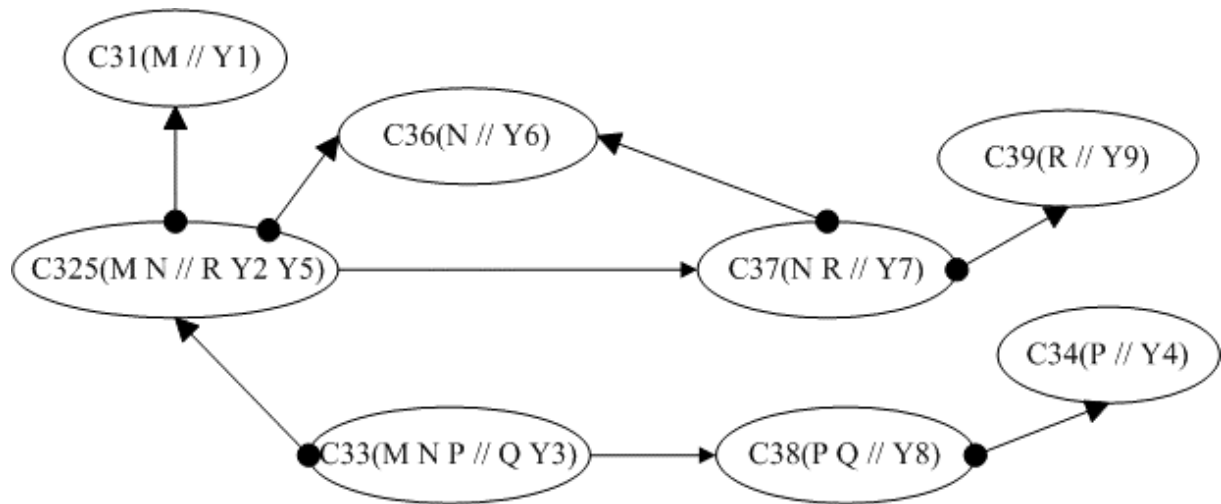 C31(M // Y1)
C36(N // Y6)
C39(R // Y9)
C325(M N // R Y2 Y5)
C37(N R // Y7)
C34(P // Y4)
C33(M N P // Q Y3)
C38(P Q // Y8)